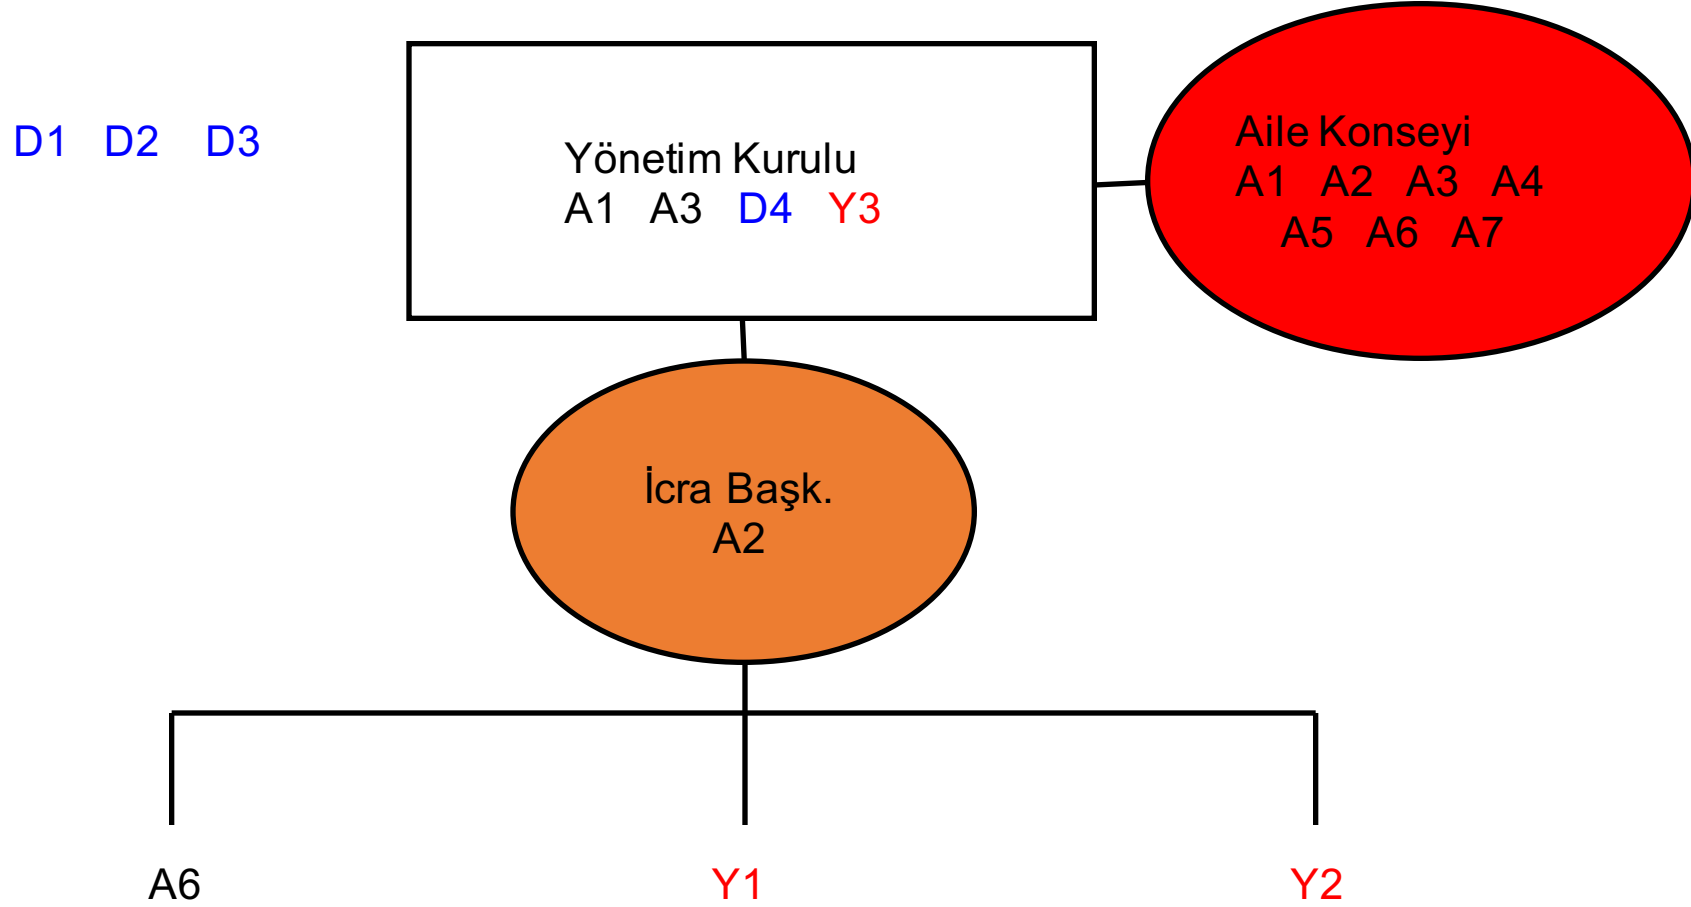 D1 D2 D3
Yönetim Kurulu
A1 A3 D4 Y3
Aile Konseyi
A1 A2 A3 A4
A5 A6 A7
İcra Başk.
A2
A6 Y1 Y2